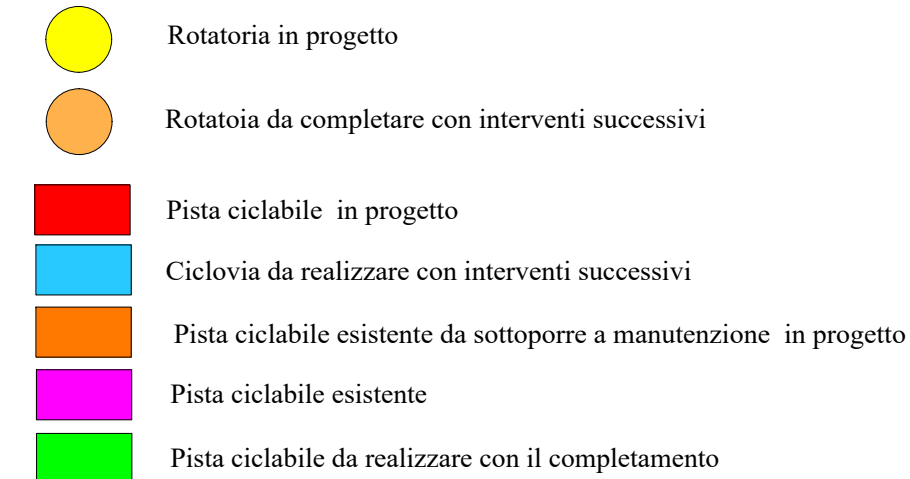 Rotatoria in progetto
Rotatoia da completare con interventi successivi
Pista ciclabile  in progetto
Ciclovia da realizzare con interventi successivi
Pista ciclabile esistente da sottoporre a manutenzione  in progetto
Pista ciclabile esistente
Pista ciclabile da realizzare con il completamento